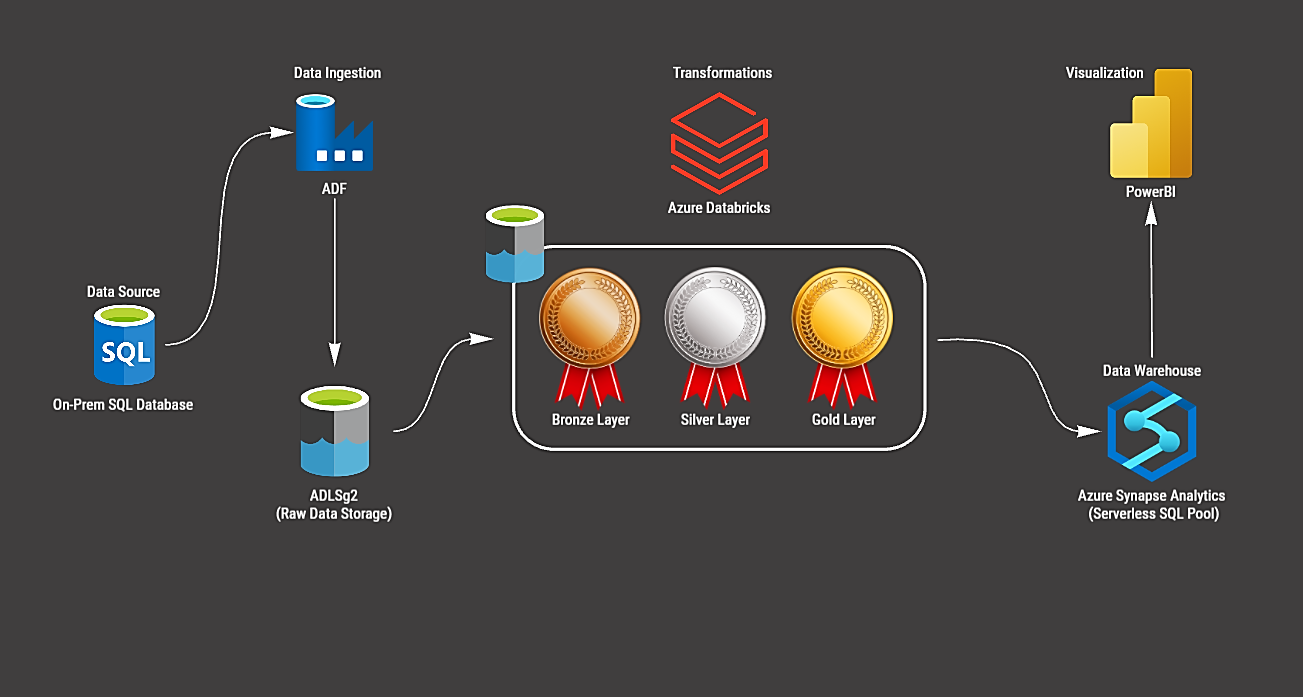 Data Ingestion
ADF
Transformations
Azure Databricks
Visualization
PowerBI
Data Source
SQL
On-Prem SQL Database
ADLSg2
(Raw Data Storage)
Bronze Layer
Silver Layer
Gold Layer
Data Warehouse
Azure Synapse Analytics
(Serverless SQL Pool)